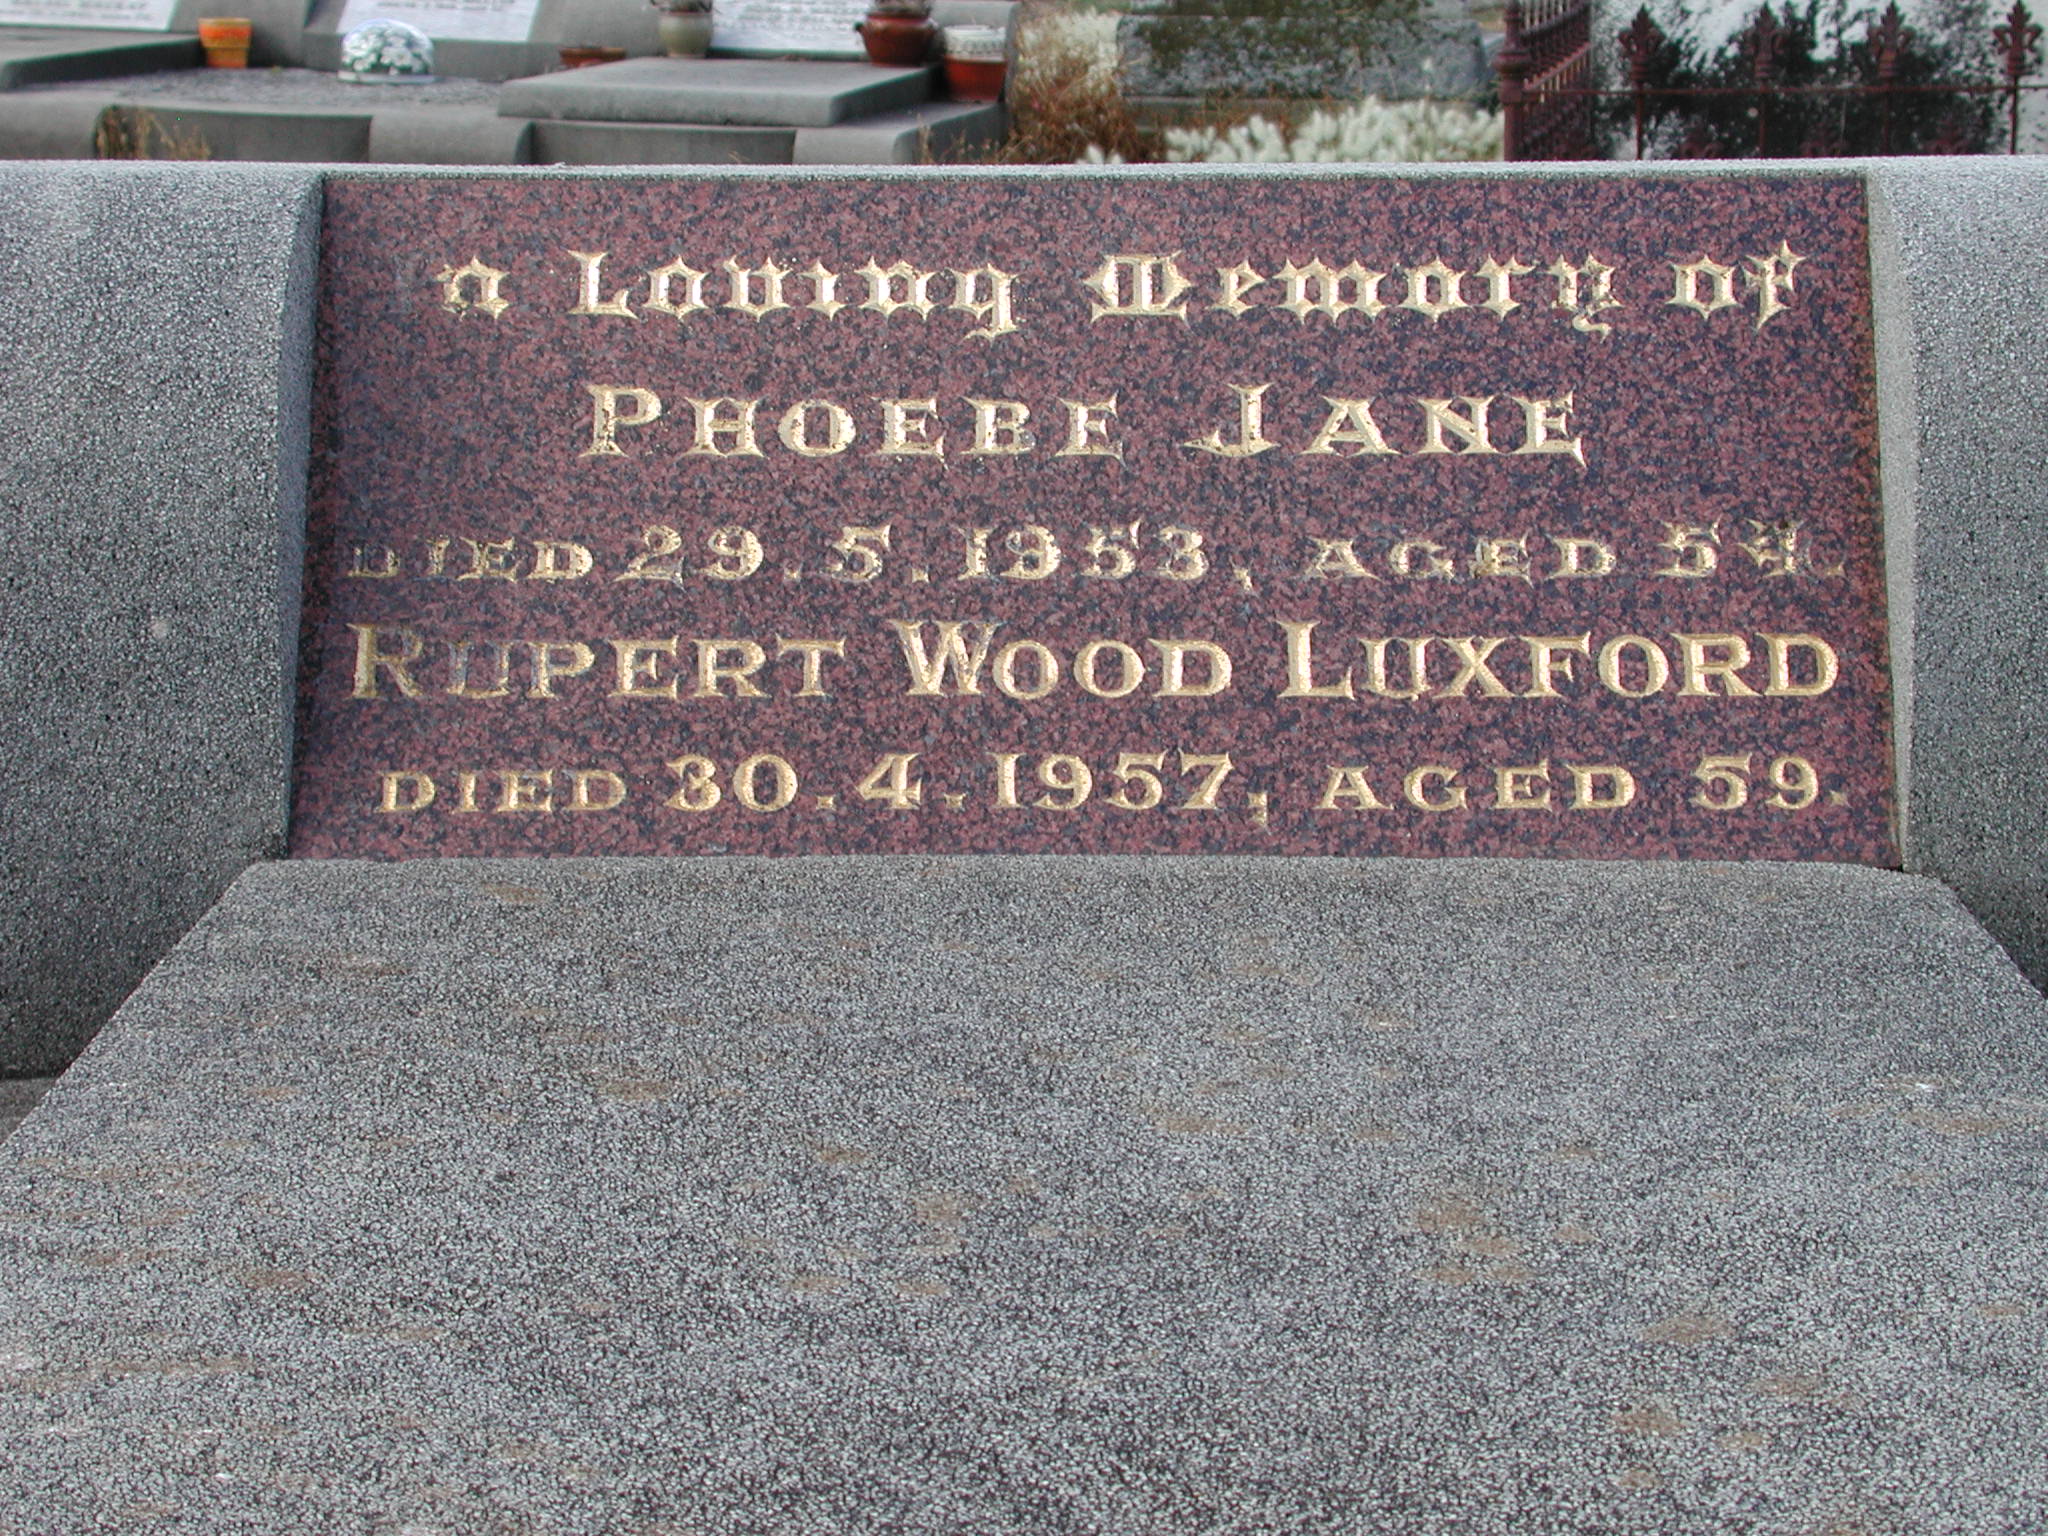 n Loving Memory of
PHOEBE JANE
DIED 29.5.1953, AGED 54.
RUPERT WOOD LUXFORD
DIED 30.4.1957, AGED 59.